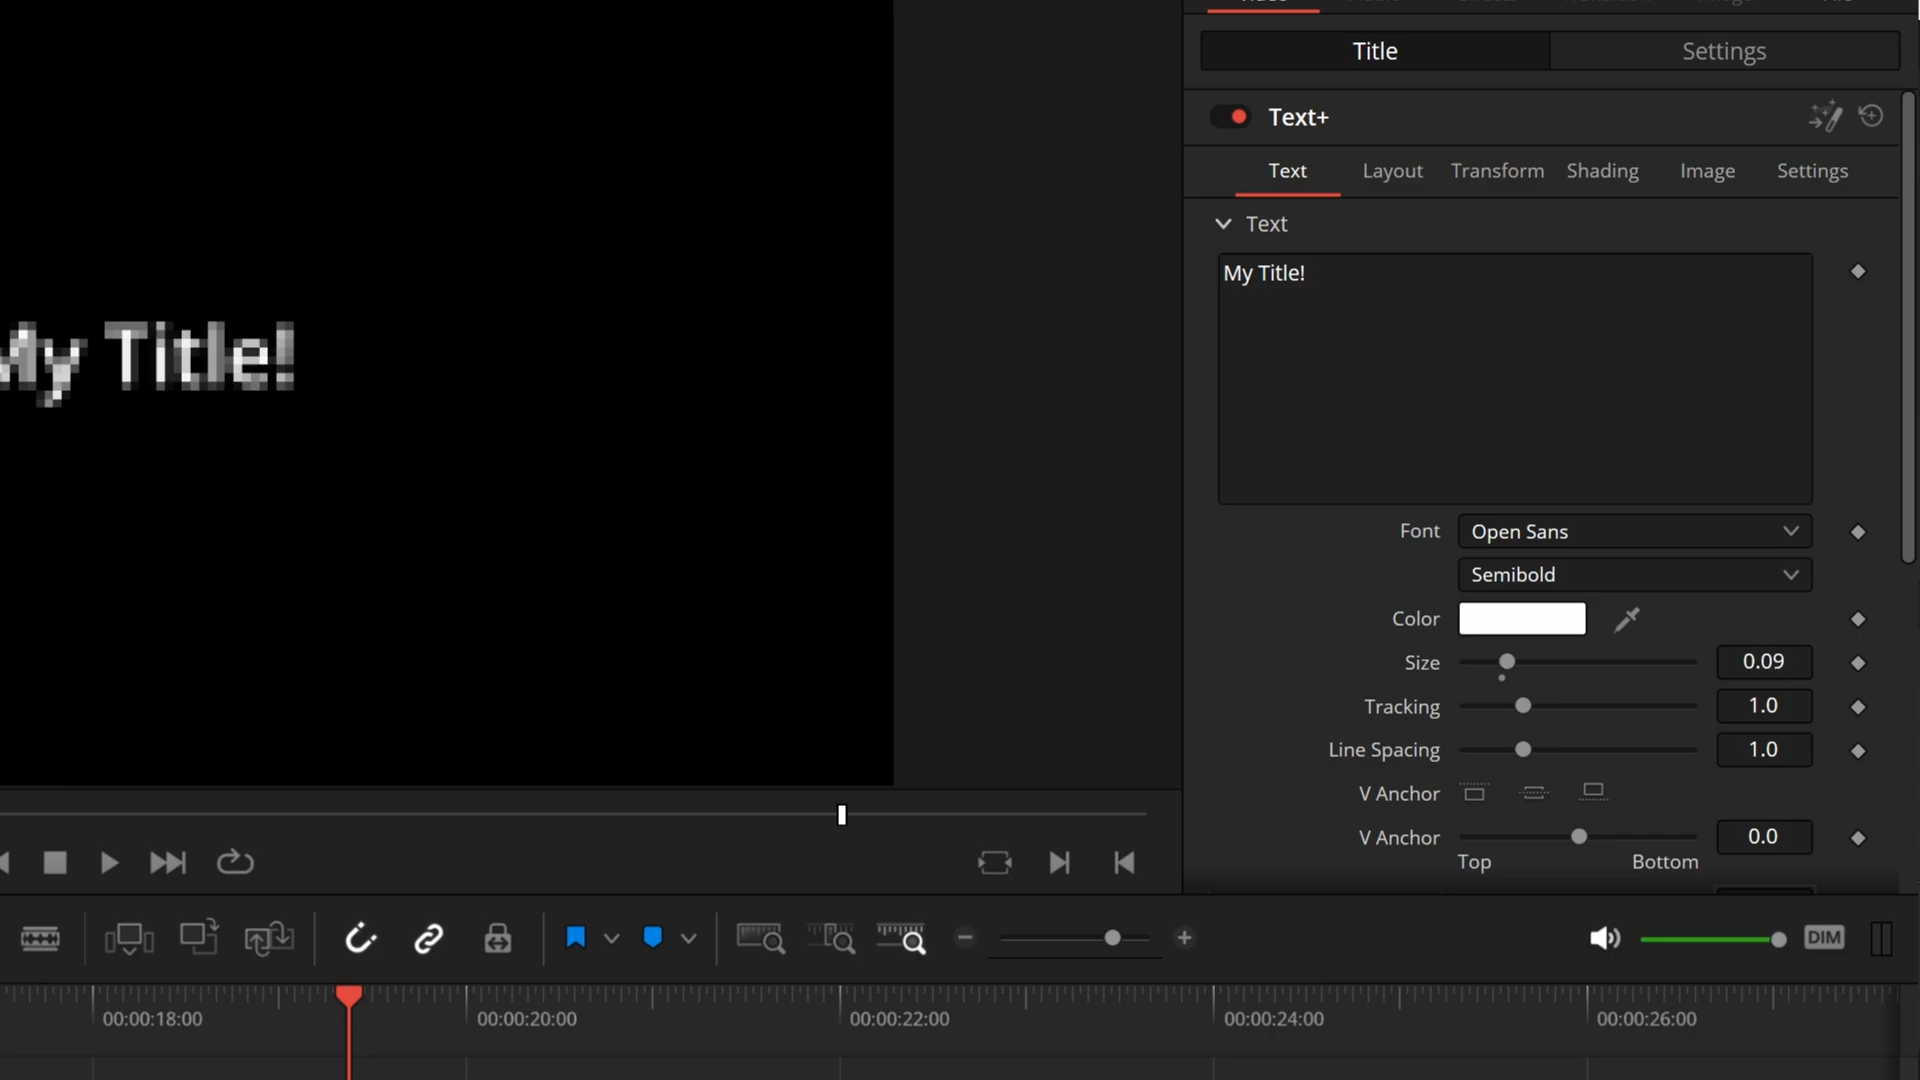 Title
Settings
Text+
Text
Layout
Transform
Shading
Image
Settings
Text
My Title!
My Title!
Font
Open Sans
Semibold
Color
Size
0.09
Tracking
1.0
Line Spacing
1.0
V Anchor
V Anchor
0.0
Top
Bottom
DIM
00:00:18:00
00:00:20:00
00:00:22:00
00:00:24:00
00:00:26:00